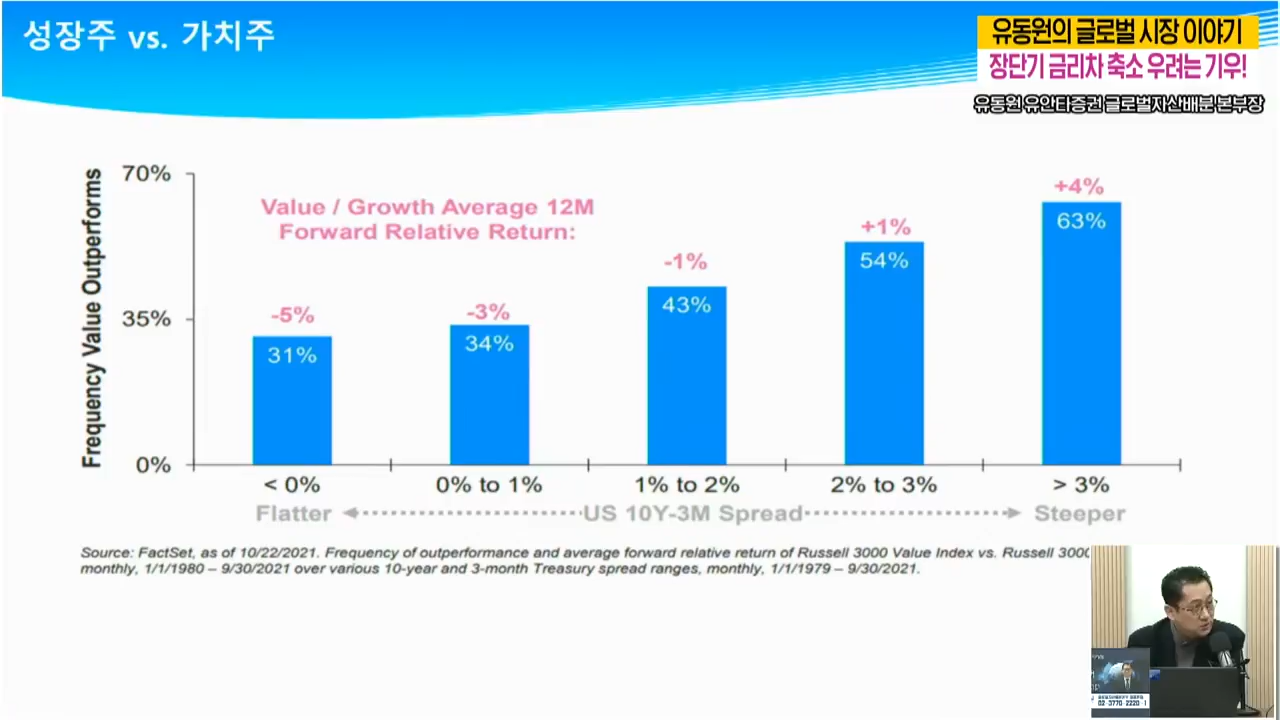 성장주 vs. 가치주
유동원의 글로벌 시장 이야기
장단기 금리차 축소 우려는 기우!
유동원 유안타증권 글로벌자산배분 본부장
Frequency Value Outperforms
70%
35%
0%
Value / Growth Average 12M
Forward Relative Return:
-5%
31%
-3%
34%
-1%
43%
+1%
54%
+4%
63%
< 0%
0% to 1%
1% to 2%
2% to 3%
> 3%
Flatter
US 10Y-3M Spread
Steeper
Source: FactSet, as of 10/22/2021. Frequency of outperformance and average forward relative return of Russell 3000 Value Index vs. Russell 3000
monthly, 1/1/1980 – 9/30/2021 over various 10-year and 3-month Treasury spread ranges, monthly, 1/1/1979 – 9/30/2021.
02-3770-2220~1